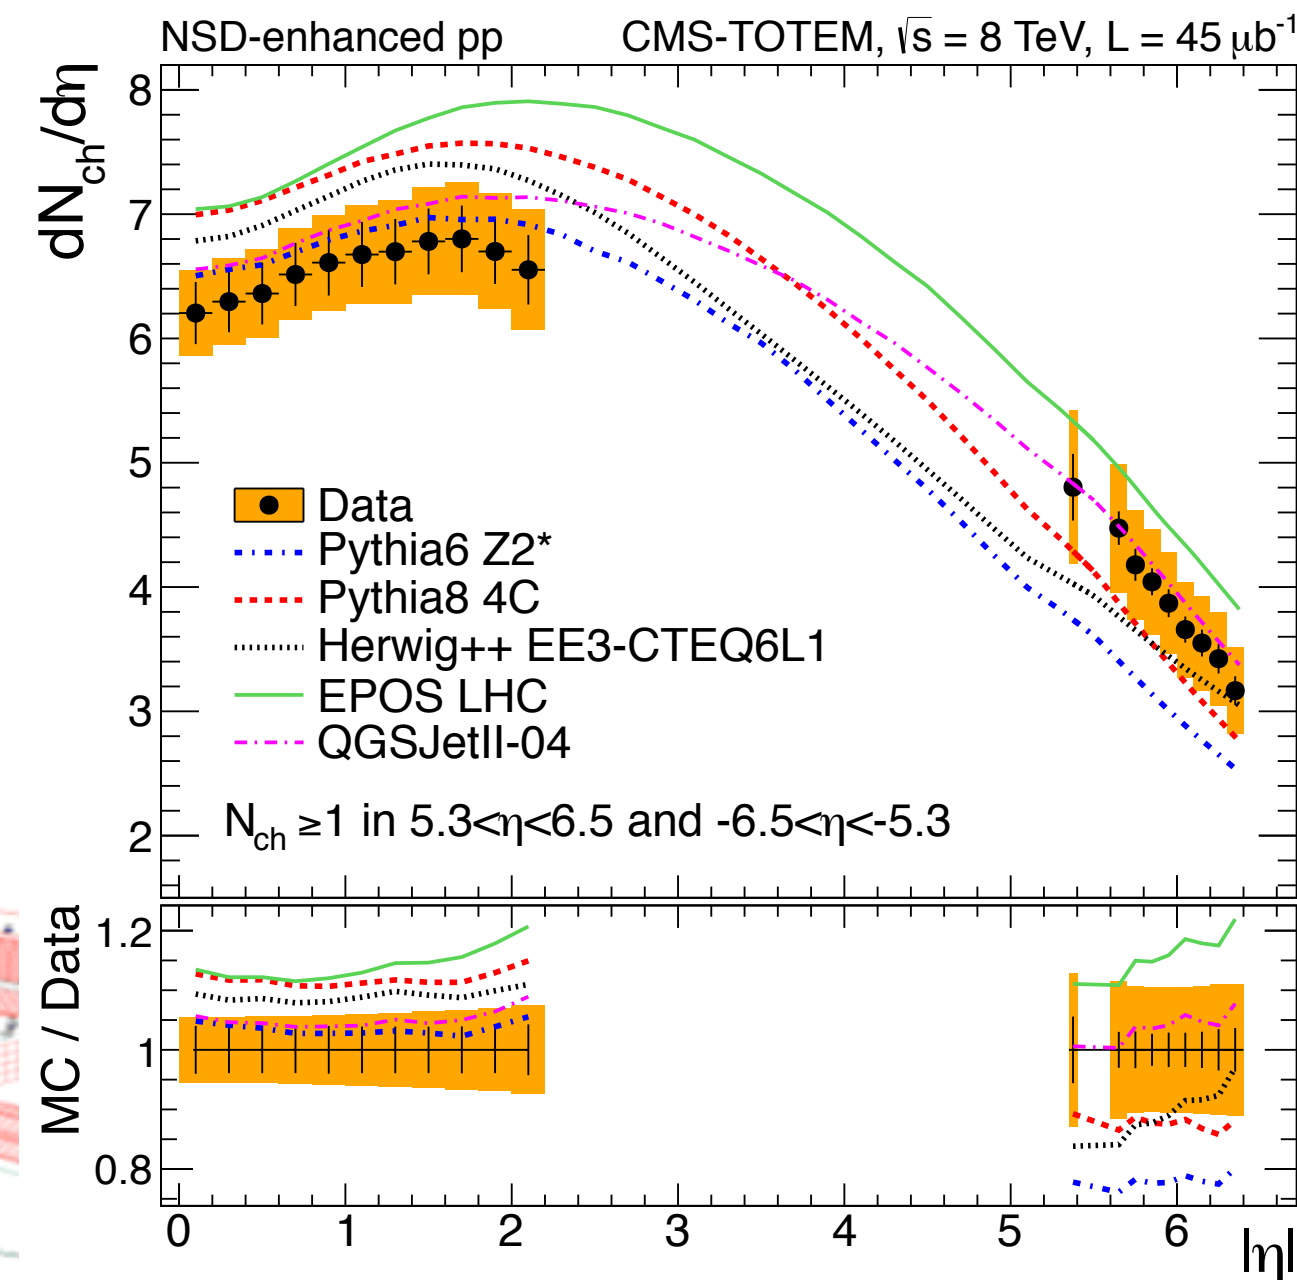 NSD-enhanced pp CMS-TOTEM, √s = 8 TeV, L = 45 μb⁻¹
dN_ch/dη
8
7
6
5
4
3
2
Data
Pythia6 Z2*
Pythia8 4C
Herwig++ EE3-CTEQ6L1
EPOS LHC
QGSJetII-04
N_ch ≥1 in 5.3<η<6.5 and -6.5<η<-5.3
MC / Data
1.2
1
0.8
0 1 2 3 4 5 6
|η|